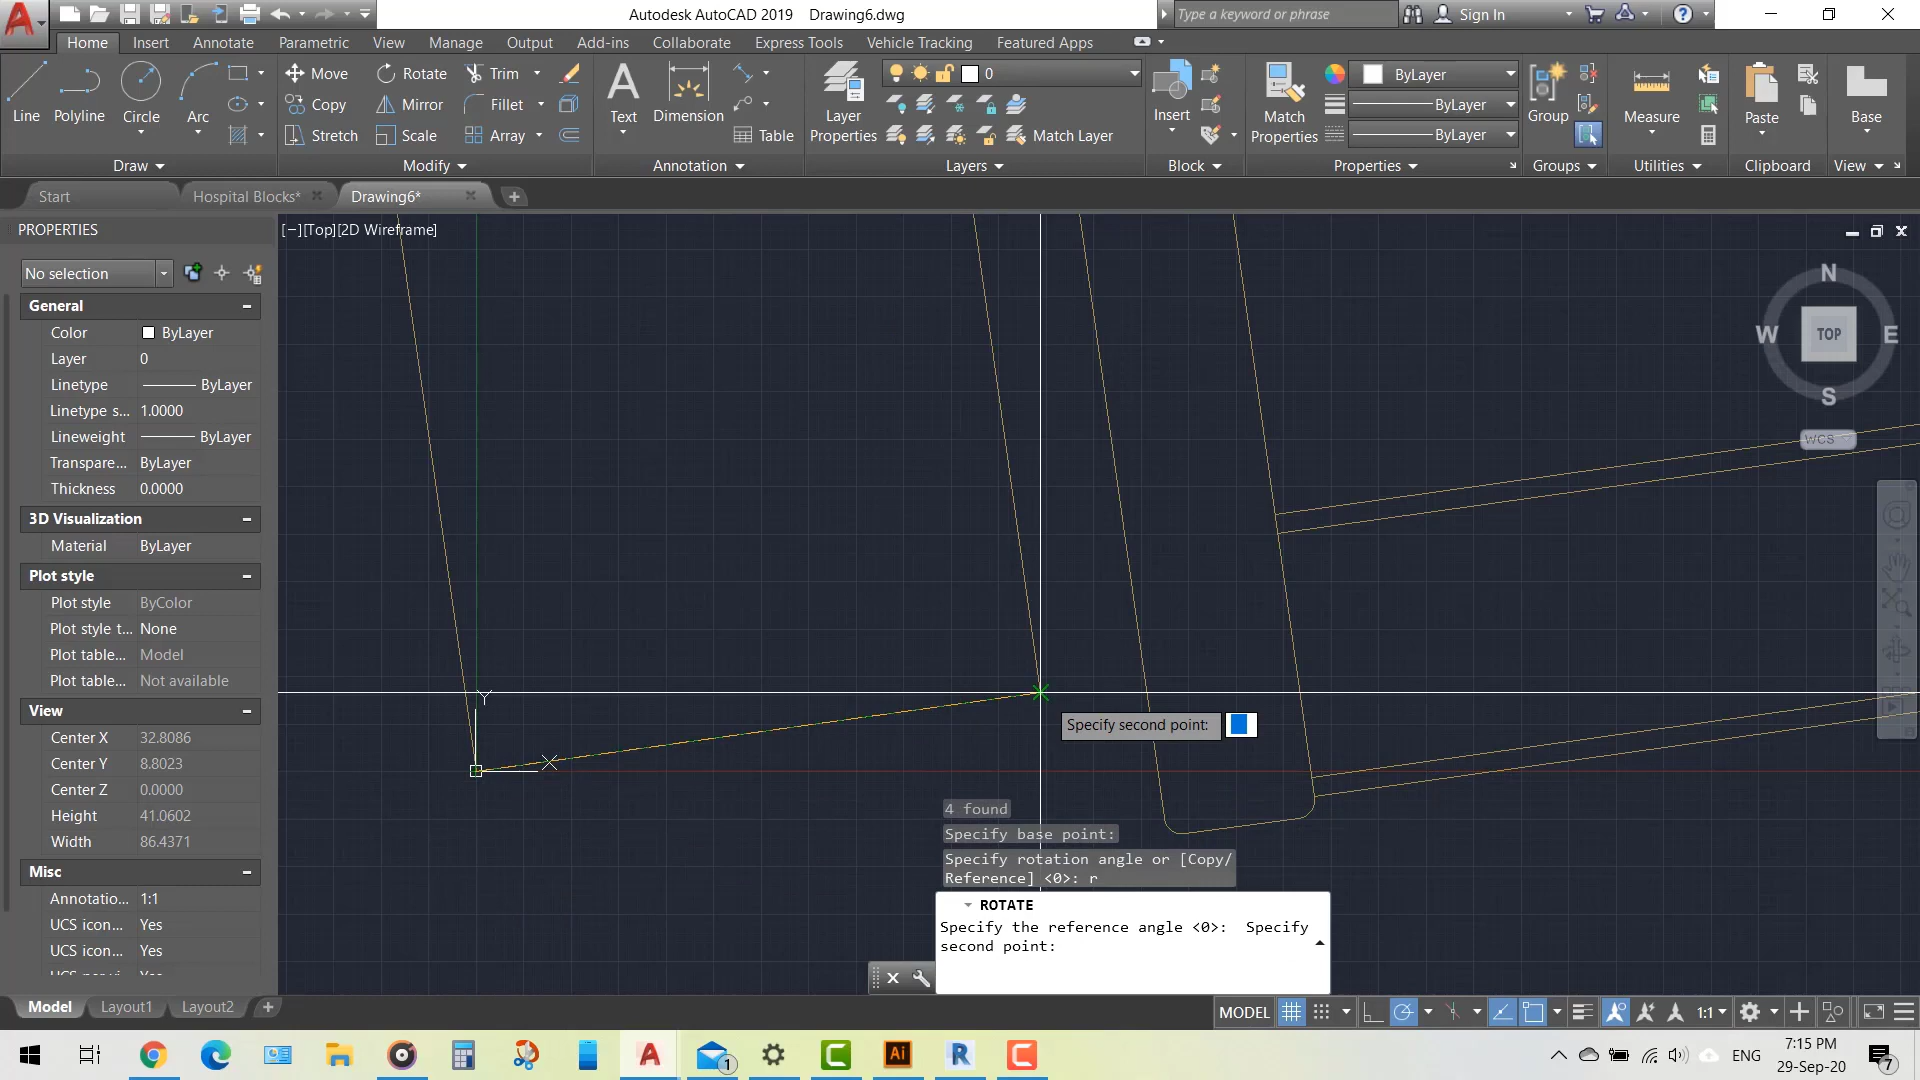 Autodesk AutoCAD 2019 Drawing6.dwg
Type a keyword or phrase
Sign In
Home Insert Annotate Parametric View Manage Output Add-ins Collaborate Express Tools Vehicle Tracking Featured Apps
Line Polyline Circle Arc
Move Rotate Trim
Copy Mirror Fillet
Stretch Scale Array
Text Dimension Table
Layer Properties
0
Match Layer
Insert
Match Properties
ByLayer
ByLayer
ByLayer
Group
Measure
Paste
Base
Draw Modify Annotation Layers Block Properties Groups Utilities Clipboard View
Start Hospital Blocks* Drawing6*
PROPERTIES
[−][Top][2D Wireframe]
No selection
General
Color ByLayer
Layer 0
Linetype ByLayer
Linetype s... 1.0000
Lineweight ByLayer
Transpare... ByLayer
Thickness 0.0000
3D Visualization
Material ByLayer
Plot style
Plot style ByColor
Plot style t... None
Plot table... Model
Plot table... Not available
View
Center X 32.8086
Center Y 8.8023
Center Z 0.0000
Height 41.0602
Width 86.4371
Misc
Annotatio... 1:1
UCS icon... Yes
UCS icon... Yes
N
W TOP E
S
WCS
Y
X
Specify second point:
4 found
Specify base point:
Specify rotation angle or [Copy/
Reference] <0>: r
ROTATE
Specify the reference angle <0>: Specify
second point:
Model Layout1 Layout2
MODEL 1:1
1
Ai
R
C
ENG
7:15 PM
29-Sep-20
7